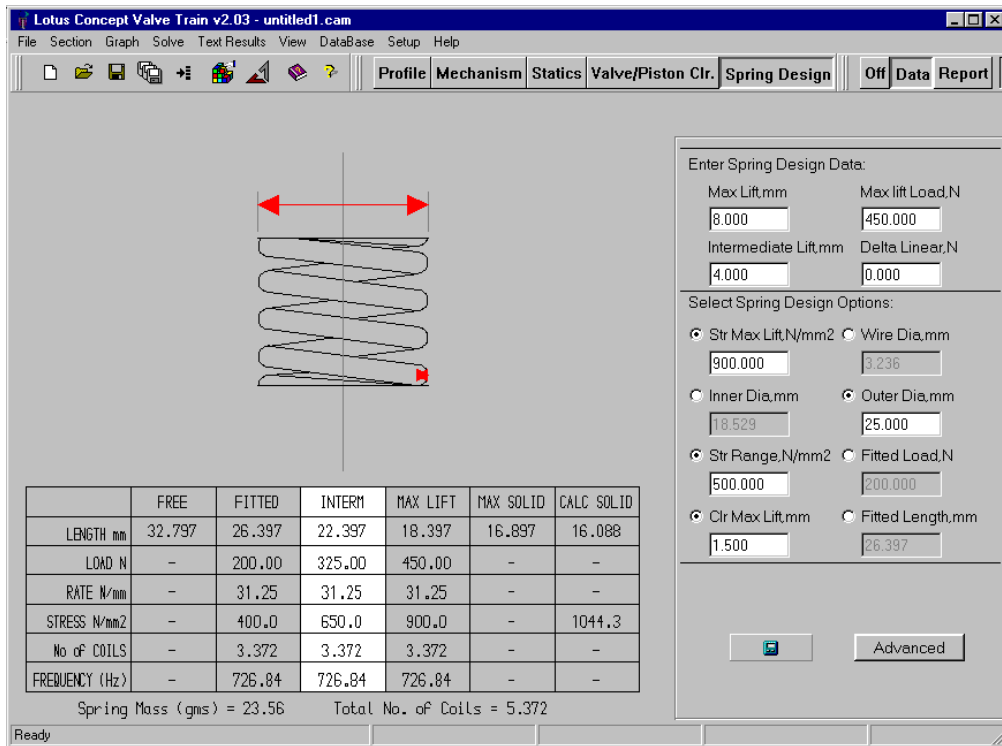 Lotus Concept Valve Train v2.03 - untitled1.cam
File Section Graph Solve Text Results View DataBase Setup Help
Profile Mechanism Statics Valve/Piston Clr. Spring Design Off Data Report
Enter Spring Design Data:
Max Lift,mm Max lift Load,N
8.000 450.000
Intermediate Lift,mm Delta Linear,N
4.000 0.000
Select Spring Design Options:
Str Max Lift,N/mm2 Wire Dia,mm
900.000 3.236
Inner Dia,mm Outer Dia,mm
18.529 25.000
Str Range,N/mm2 Fitted Load,N
500.000 200.000
Clr Max Lift,mm Fitted Length,mm
1.500 26.397
Advanced
FREE FITTED INTERM MAX LIFT MAX SOLID CALC SOLID
LENGTH mm 32.797 26.397 22.397 18.397 16.897 16.088
LOAD N - 200.00 325.00 450.00 - -
RATE N/mm - 31.25 31.25 31.25 - -
STRESS N/mm2 - 400.0 650.0 900.0 - 1044.3
No of COILS - 3.372 3.372 3.372 - -
FREQUENCY (Hz) - 726.84 726.84 726.84 - -
Spring Mass (gms) = 23.56 Total No. of Coils = 5.372
Ready